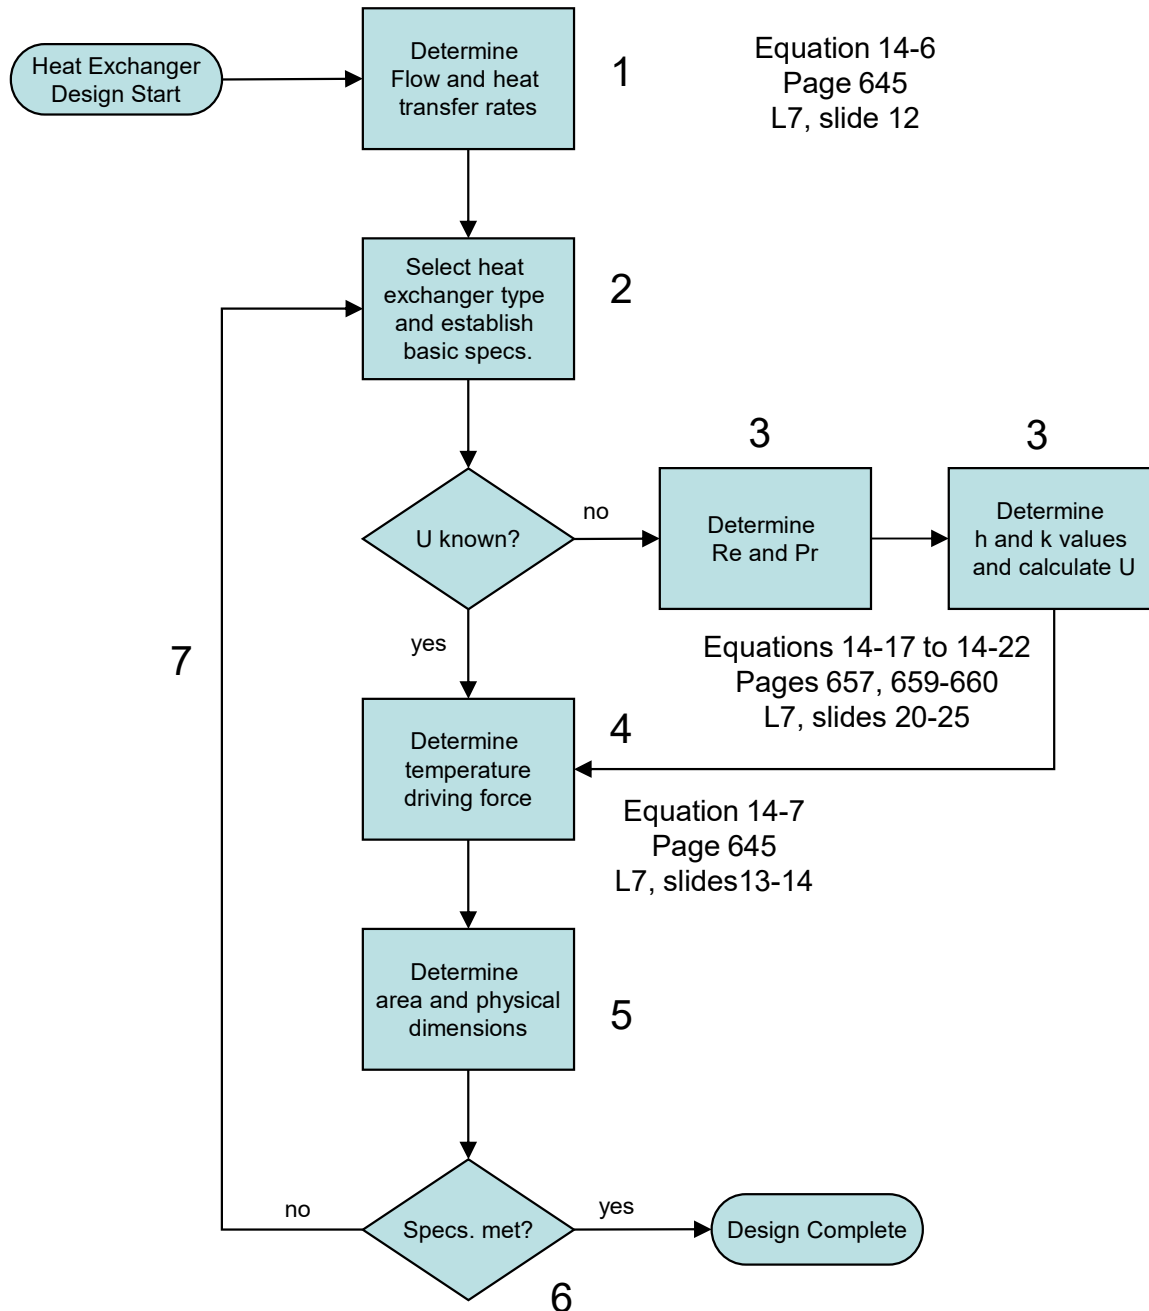 Heat Exchanger
Design Start
Determine
Flow and heat
transfer rates
1
Equation 14-6
Page 645
L7, slide 12
Select heat
exchanger type
and establish
basic specs.
2
U known?
no
3
Determine
Re and Pr
3
Determine
h and k values
and calculate U
Equations 14-17 to 14-22
Pages 657, 659-660
L7, slides 20-25
yes
7
Determine
temperature
driving force
4
Equation 14-7
Page 645
L7, slides13-14
Determine
area and physical
dimensions
5
Specs. met?
no
yes
Design Complete
6